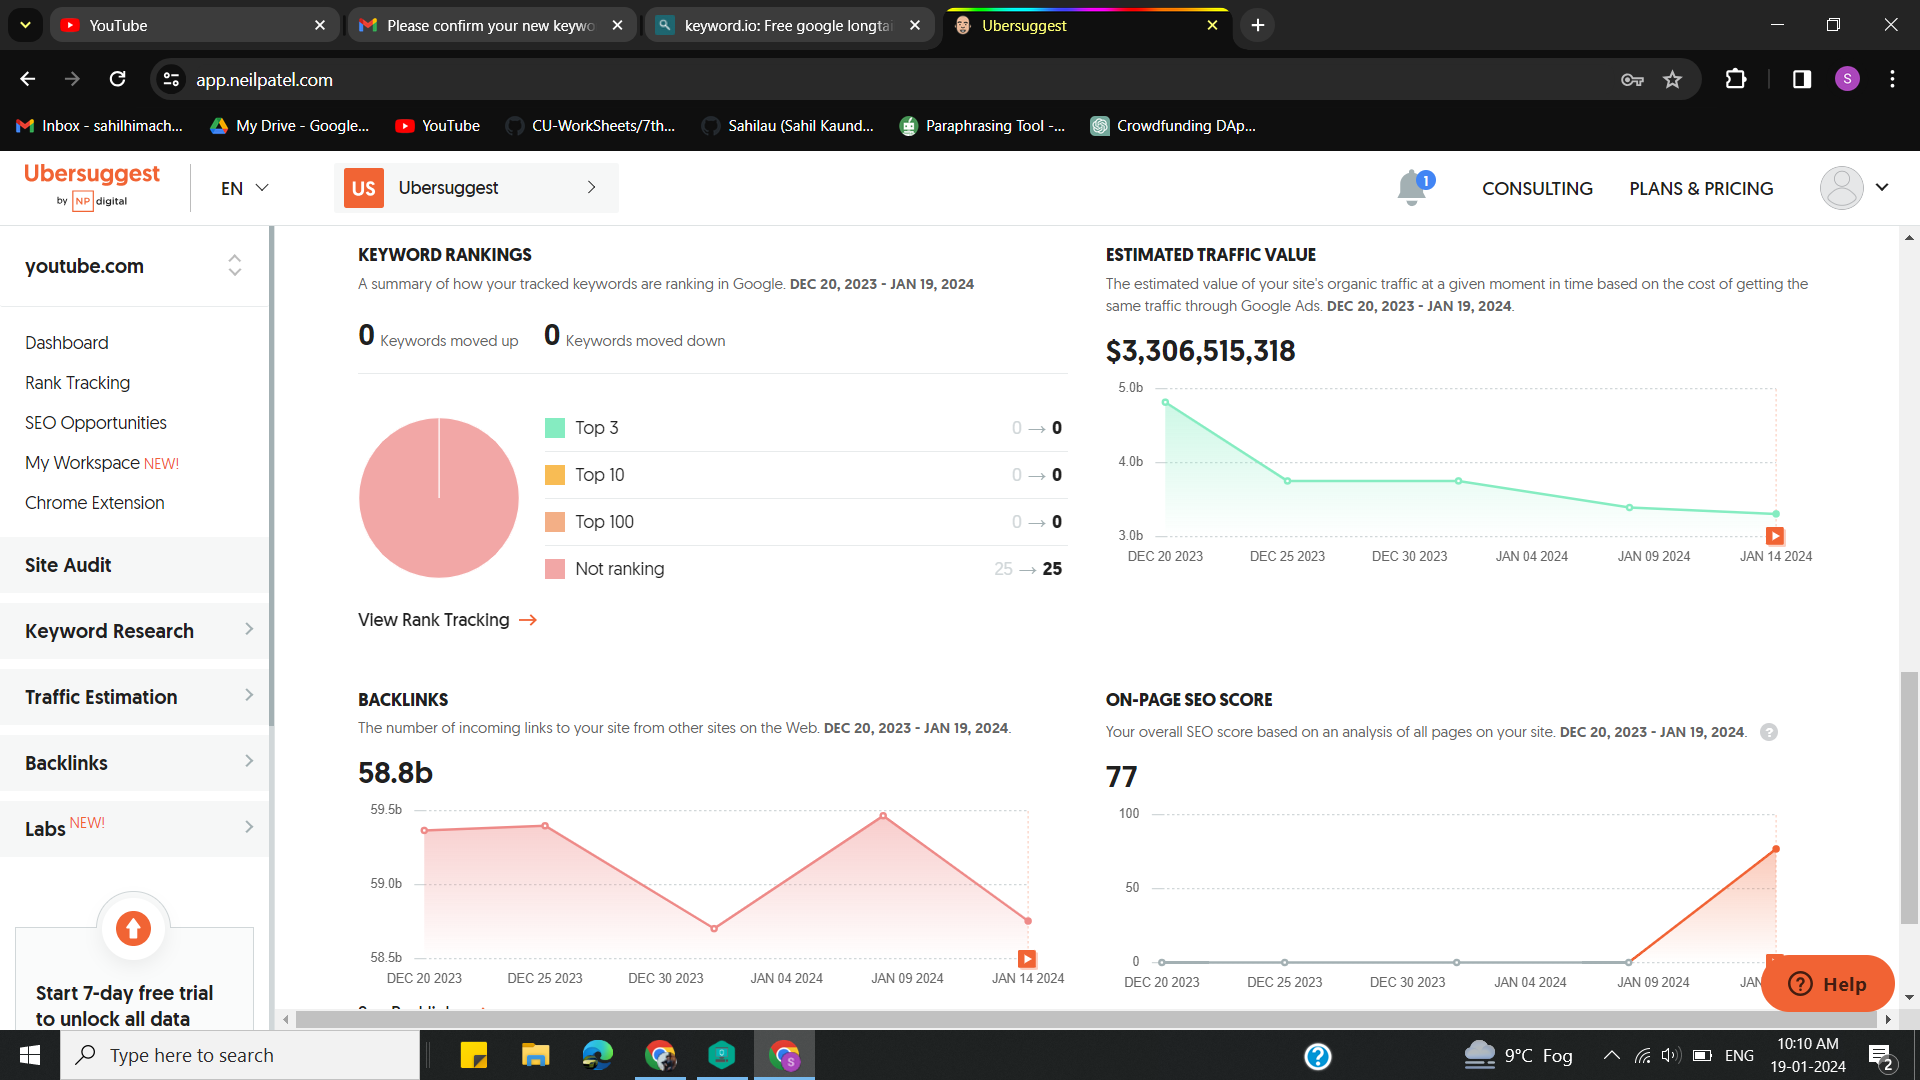 YouTube
Please confirm your new keywo
keyword.io: Free google longtai
Ubersuggest
app.neilpatel.com
S
Inbox - sahilhimach...
My Drive - Google...
YouTube
CU-WorkSheets/7th...
Sahilau (Sahil Kaund...
Paraphrasing Tool -...
Crowdfunding DAp...
Ubersuggest
by NP digital
EN
US
Ubersuggest
1
CONSULTING
PLANS & PRICING
youtube.com
Dashboard
Rank Tracking
SEO Opportunities
My Workspace NEW!
Chrome Extension
Site Audit
Keyword Research
Traffic Estimation
Backlinks
Labs NEW!
Start 7-day free trial
to unlock all data
KEYWORD RANKINGS
A summary of how your tracked keywords are ranking in Google. DEC 20, 2023 - JAN 19, 2024
0 Keywords moved up 0 Keywords moved down
Top 3 0 → 0
Top 10 0 → 0
Top 100 0 → 0
Not ranking 25 → 25
View Rank Tracking →
ESTIMATED TRAFFIC VALUE
The estimated value of your site's organic traffic at a given moment in time based on the cost of getting the
same traffic through Google Ads. DEC 20, 2023 - JAN 19, 2024.
$3,306,515,318
5.0b
4.0b
3.0b
DEC 20 2023 DEC 25 2023 DEC 30 2023 JAN 04 2024 JAN 09 2024 JAN 14 2024
BACKLINKS
The number of incoming links to your site from other sites on the Web. DEC 20, 2023 - JAN 19, 2024.
58.8b
59.5b
59.0b
58.5b
DEC 20 2023 DEC 25 2023 DEC 30 2023 JAN 04 2024 JAN 09 2024 JAN 14 2024
ON-PAGE SEO SCORE
Your overall SEO score based on an analysis of all pages on your site. DEC 20, 2023 - JAN 19, 2024. ?
77
100
50
0
DEC 20 2023 DEC 25 2023 DEC 30 2023 JAN 04 2024 JAN 09 2024 JAN
? Help
Type here to search
S
?
9°C Fog
ENG
10:10 AM
19-01-2024
2